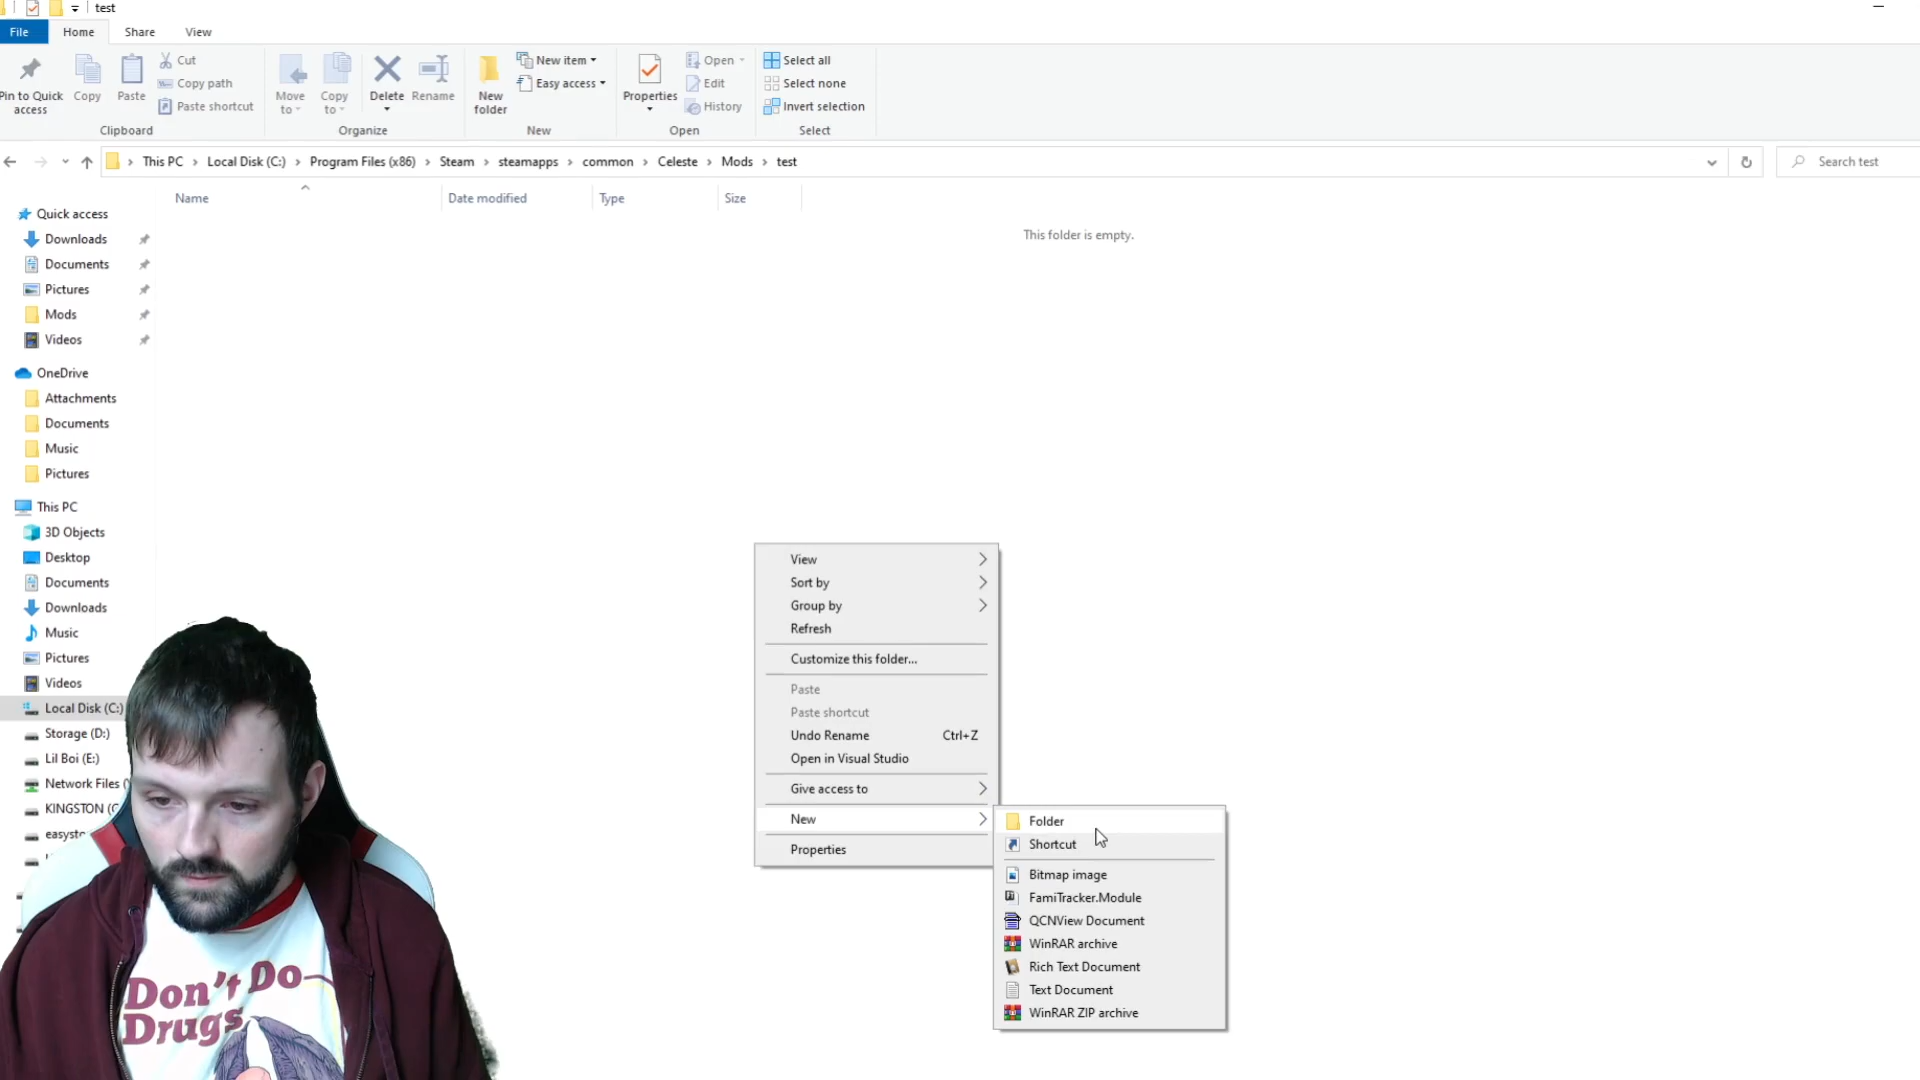 test
File Home Share View
Pin to Quick access
Copy
Paste
Cut
Copy path
Paste shortcut
Clipboard
Move to
Copy to
Delete
Rename
Organize
New folder
New item
Easy access
New
Properties
Open
Edit
History
Open
Select all
Select none
Invert selection
Select
This PC > Local Disk (C:) > Program Files (x86) > Steam > steamapps > common > Celeste > Mods > test
Search test
Name Date modified Type Size
This folder is empty.
Quick access
Downloads
Documents
Pictures
Mods
Videos
OneDrive
Attachments
Documents
Music
Pictures
This PC
3D Objects
Desktop
Documents
Downloads
Music
Pictures
Videos
Local Disk (C:)
Storage (D:)
Lil Boi (E:)
Network Files (
KINGSTON (
easysto
View
Sort by
Group by
Refresh
Customize this folder...
Paste
Paste shortcut
Undo Rename Ctrl+Z
Open in Visual Studio
Give access to
New
Properties
Folder
Shortcut
Bitmap image
FamiTracker.Module
QCNView Document
WinRAR archive
Rich Text Document
Text Document
WinRAR ZIP archive
Don't Do
Drugs